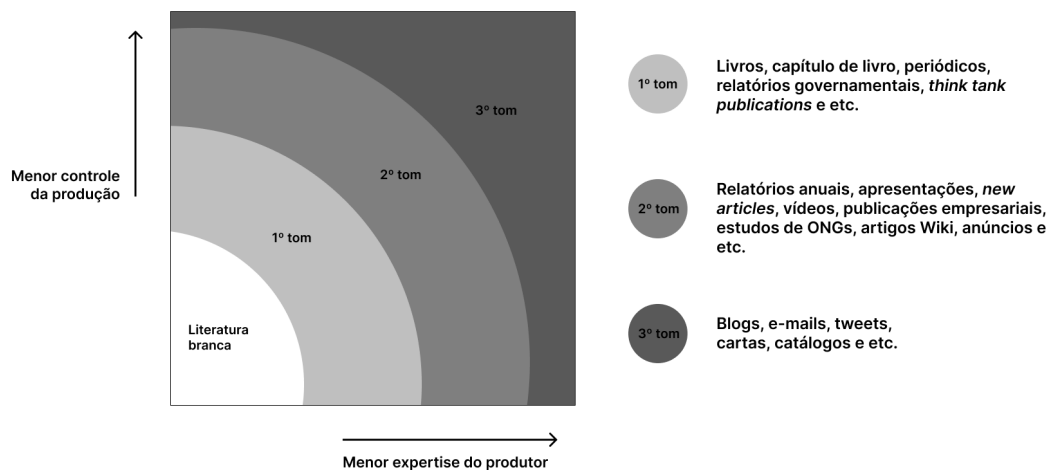 Menor controle
da produção
3º tom
2º tom
1º tom
Literatura
branca
Menor expertise do produtor
1º tom
Livros, capítulo de livro, periódicos,
relatórios governamentais, think tank
publications e etc.
2º tom
Relatórios anuais, apresentações, new
articles, vídeos, publicações empresariais,
estudos de ONGs, artigos Wiki, anúncios e
etc.
3º tom
Blogs, e-mails, tweets,
cartas, catálogos e etc.